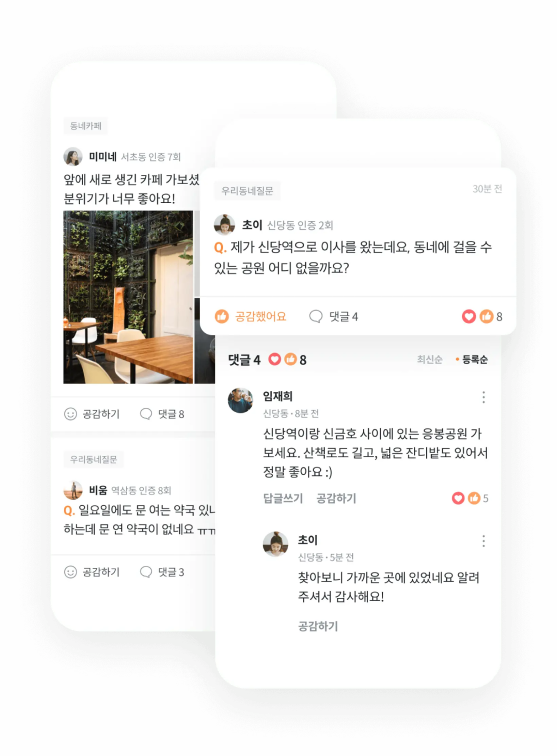 동네카페
미미네 서초동 인증 7회
앞에 새로 생긴 카페 가보셨
분위기가 너무 좋아요!
공감하기 댓글 8
우리동네질문
비움 역삼동 인증 8회
Q. 일요일에도 문 여는 약국 있
하는데 문 연 약국이 없네요 ㅠㅠ
공감하기 댓글 3
우리동네질문 30분 전
초이 신당동 인증 2회
Q. 제가 신당역으로 이사를 왔는데요, 동네에 걸을 수
있는 공원 어디 없을까요?
공감했어요 댓글 4 8
댓글 4 8 최신순 등록순
임재희
신당동 · 8분 전
신당역이랑 신금호 사이에 있는 응봉공원 가
보세요. 산책로도 길고, 넓은 잔디밭도 있어서
정말 좋아요 :)
답글쓰기 공감하기 5
초이
신당동 · 5분 전
찾아보니 가까운 곳에 있었네요 알려
주셔서 감사해요!
공감하기